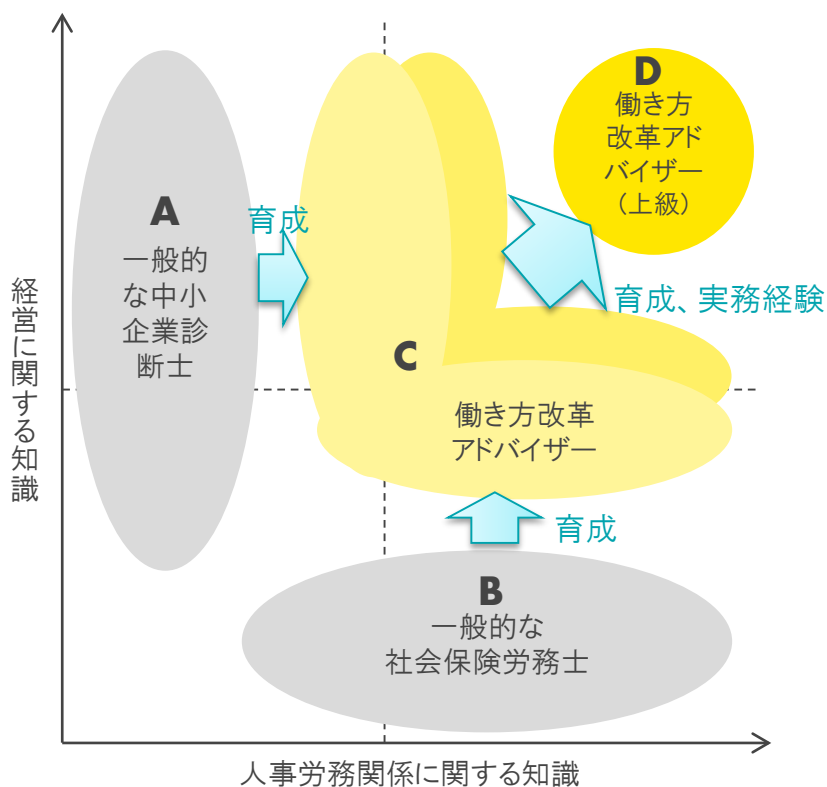 D
働き方
改革アド
バイザー
（上級）
A
育成
一般的
な中小
企業診
断士
育成、実務経験
経営に関する知識
C
働き方改革
アドバイザー
育成
B
一般的な
社会保険労務士
人事労務関係に関する知識